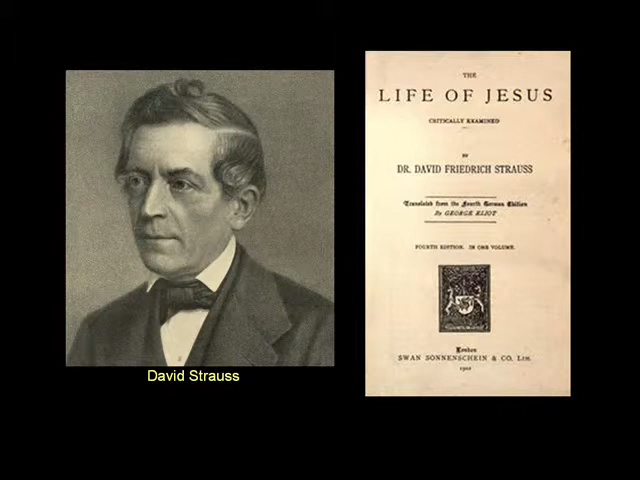 David Strauss
THE
LIFE OF JESUS
CRITICALLY EXAMINED
BY
DR. DAVID FRIEDRICH STRAUSS
Translated from the Fourth German Edition
By GEORGE ELIOT
FOURTH EDITION. IN ONE VOLUME.
London
SWAN SONNENSCHEIN & CO. LIM.